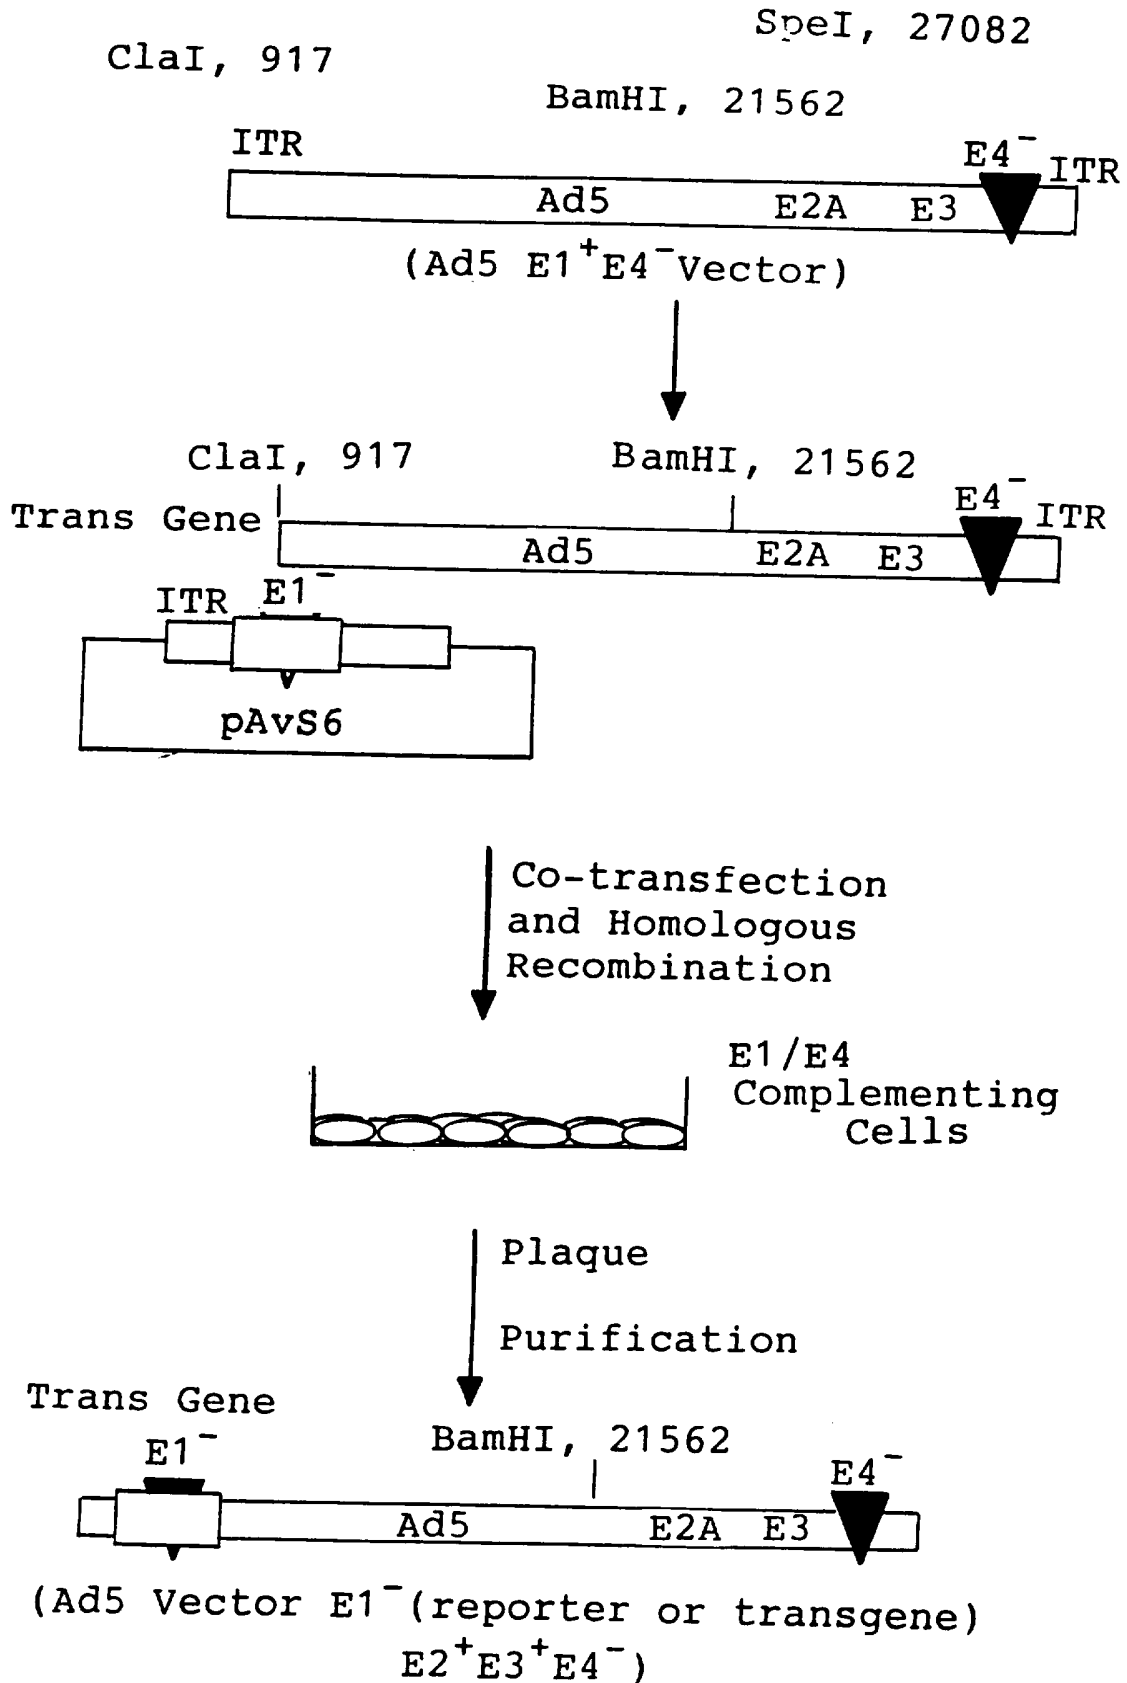 SpeI, 27082
ClaI, 917
BamHI, 21562
ITR
E4⁻ ITR
Ad5 E2A E3
(Ad5 E1⁺E4⁻Vector)
ClaI, 917
BamHI, 21562
E4⁻
Trans Gene
ITR
Ad5 E2A E3
ITR E1⁻
pAvS6
Co-transfection
and Homologous
Recombination
E1/E4
Complementing
Cells
Plaque
Purification
Trans Gene
BamHI, 21562
E1⁻
E4⁻
Ad5 E2A E3
(Ad5 Vector E1⁻(reporter or transgene)
E2⁺E3⁺E4⁻)